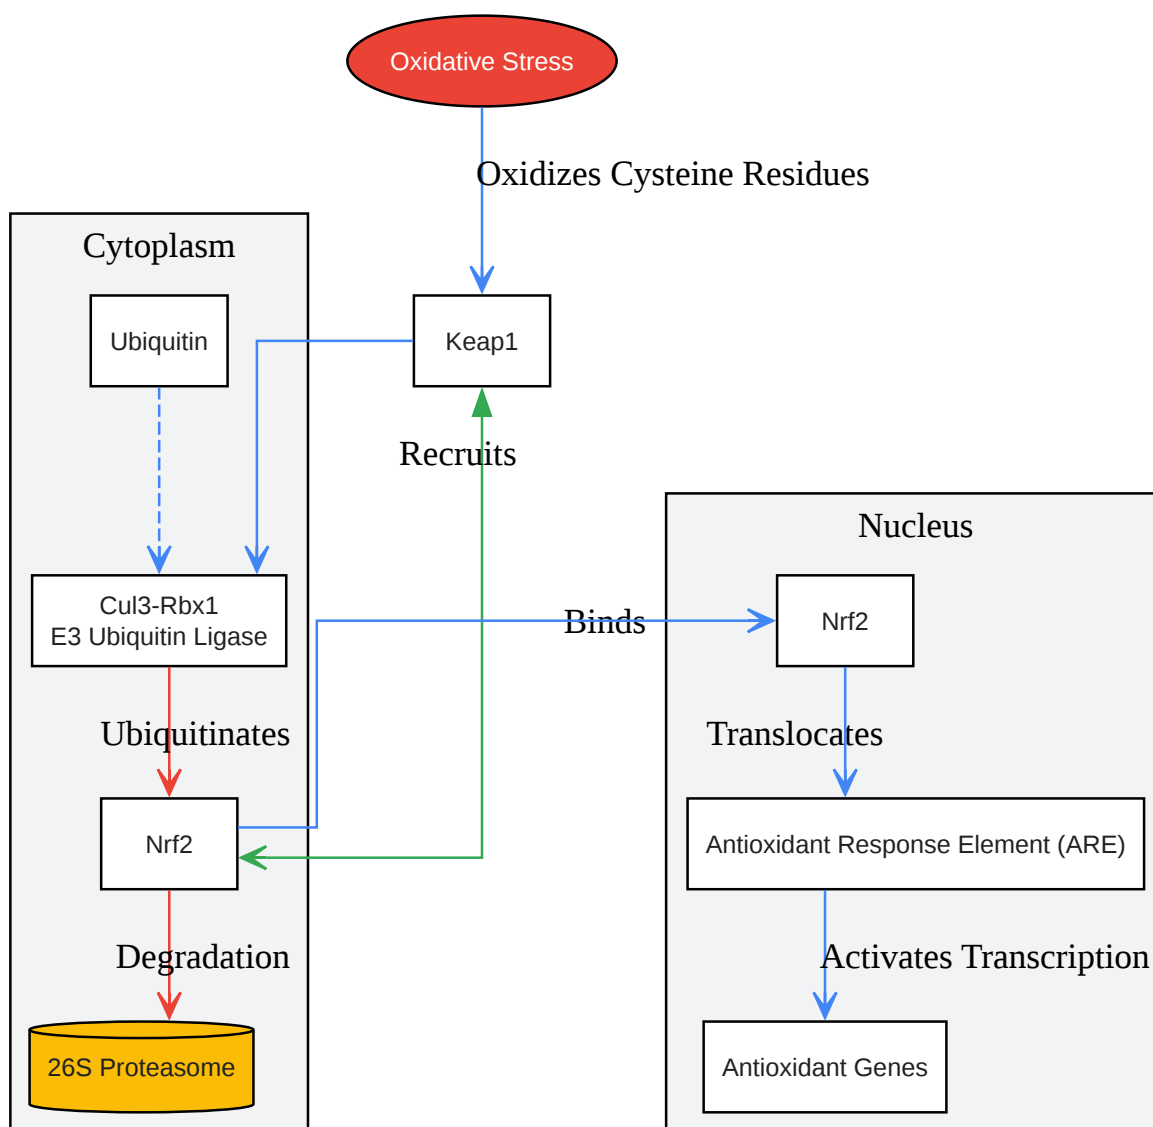 Oxidative Stress
Oxidizes Cysteine Residues
Cytoplasm
Ubiquitin
Keap1
Recruits
Nucleus
Cul3-Rbx1
E3 Ubiquitin Ligase
Binds
Nrf2
Ubiquitinates
Translocates
Nrf2
Antioxidant Response Element (ARE)
Degradation
Activates Transcription
26S Proteasome
Antioxidant Genes